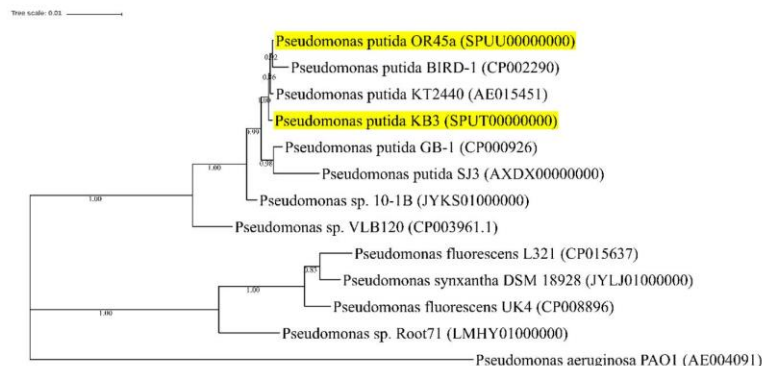 Tree scale: 0.01
Pseudomonas putida OR45a (SPUU00000000)
0.92
Pseudomonas putida BIRD-1 (CP002290)
Pseudomonas putida KT2440 (AE015451)
Pseudomonas putida KB3 (SPUT00000000)
0.99
Pseudomonas putida GB-1 (CP000926)
0.98
1.00
Pseudomonas putida SJ3 (AXDX00000000)
1.00
Pseudomonas sp. 10-1B (JYKS01000000)
Pseudomonas sp. VLB120 (CP003961.1)
Pseudomonas fluorescens L321 (CP015637)
Pseudomonas synxantha DSM 18928 (JYLJ01000000)
1.00
Pseudomonas fluorescens UK4 (CP008896)
1.00
Pseudomonas sp. Root71 (LMHY01000000)
Pseudomonas aeruginosa PAO1 (AE004091)